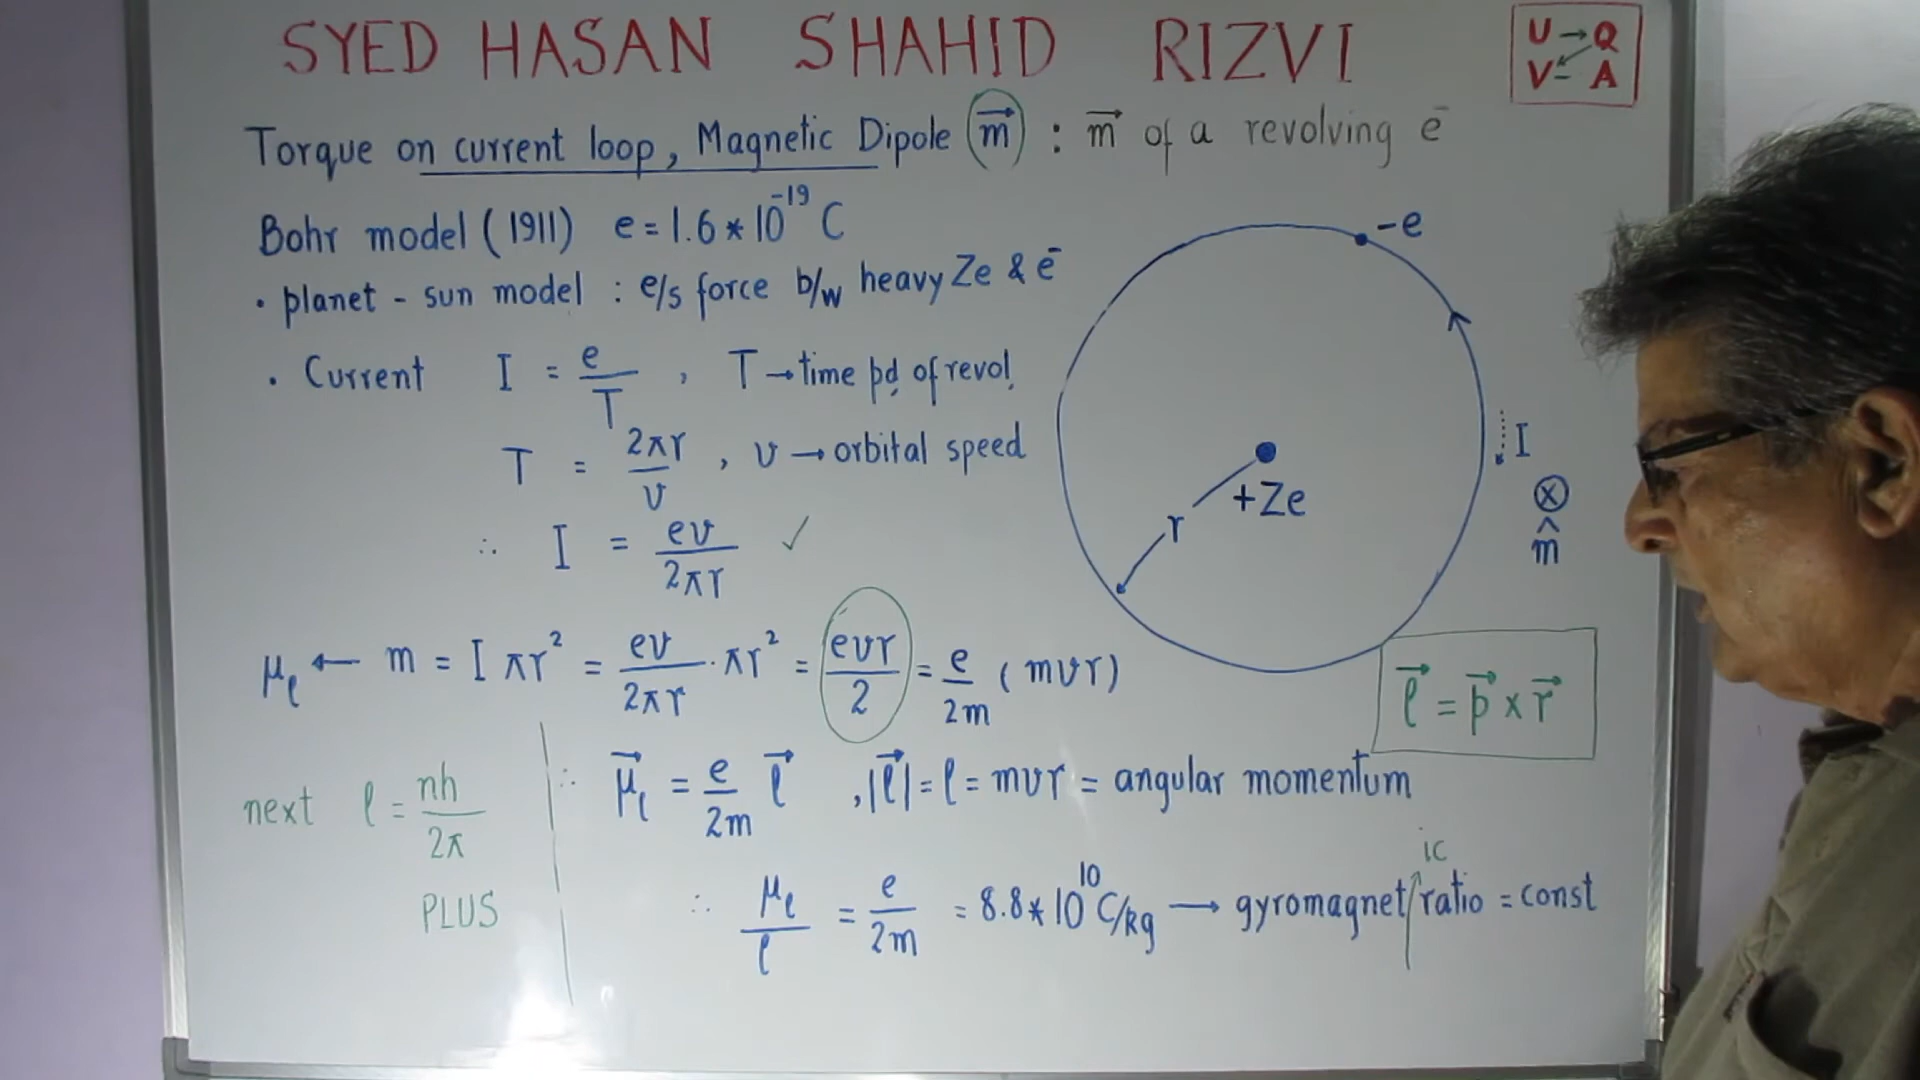 SYED HASAN SHAHID RIZVI
U → Q
V - A
Torque on current loop, Magnetic Dipole (m⃗) : m⃗ of a revolving e⁻
Bohr model (1911) e = 1.6 * 10⁻¹⁹ C
• planet - sun model : e/s force b/w heavy Ze & e⁻
• Current I = e/T , T → time pd. of revol.
T = 2πr/v , v → orbital speed
∴ I = ev/2πr ✓
-e
+Ze
r
I
⊗
m̂
μₗ ← m = I πr² = ev/2πr · πr² = evr/2 = e/2m (mvr)
l⃗ = p⃗ × r⃗
∴ μ⃗ₗ = e/2m l⃗ , |l⃗| = l = mvr = angular momentum
next l = nh/2π
PLUS
∴ μₗ/l = e/2m = 8.8 * 10¹⁰ C/kg → gyromagnet ratio = const
ic